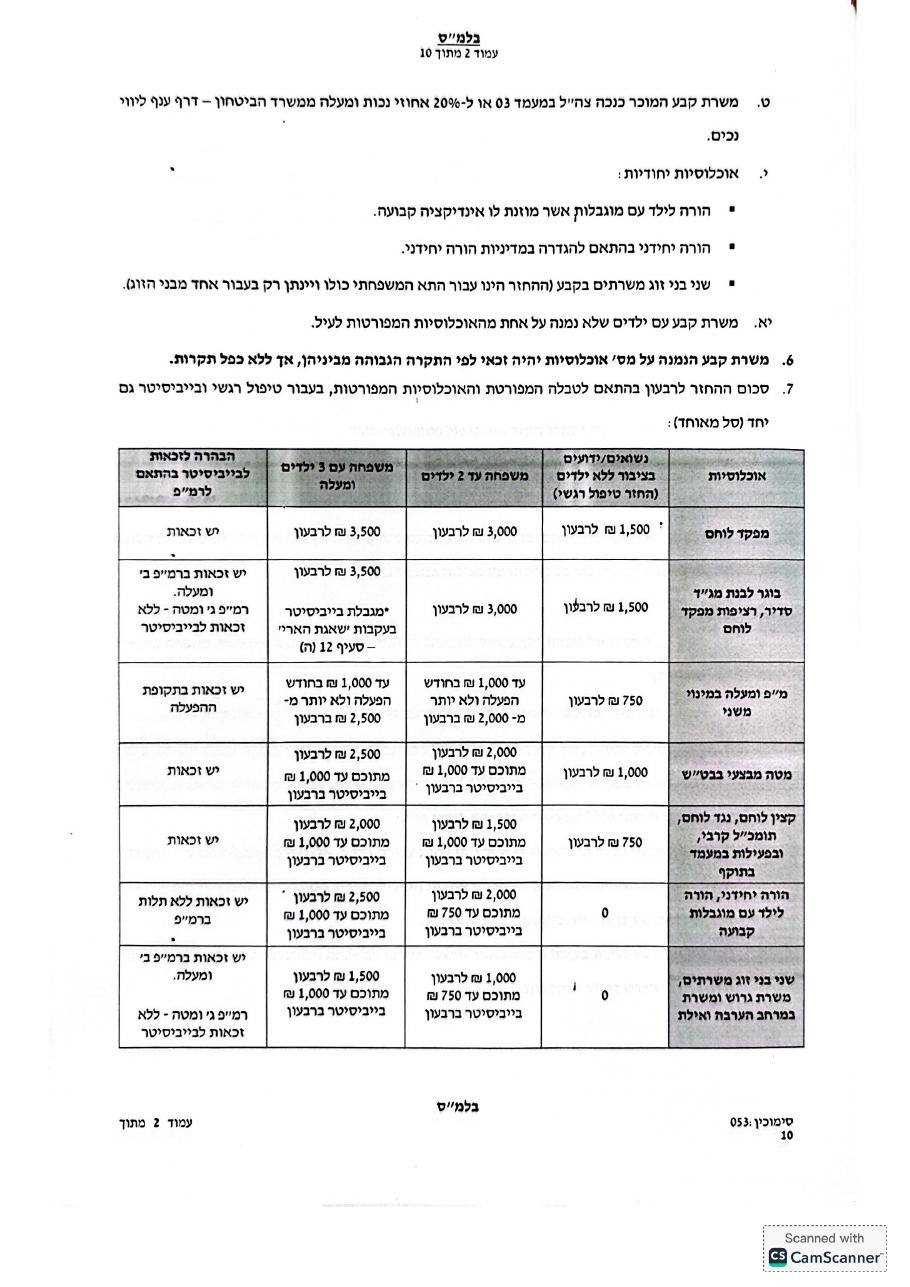 בלמ"ס
עמוד 2 מתוך 10
ט. משרת קבע המוכר כנכה צה"ל במעמד 03 או ל-20% אחוזי נכות ומעלה ממשרד הביטחון – דרף ענף ליווי
נכים.
י. אוכלוסיות יחודיות:
▪ הורה לילד עם מוגבלות אשר מוזנת לו אינדיקציה קבועה.
▪ הורה יחידני בהתאם להגדרה במדיניות הורה יחידני.
▪ שני בני זוג משרתים בקבע (ההחזר הינו עבור התא המשפחתי כולו ויינתן רק בעבור אחד מבני הזוג).
יא. משרת קבע עם ילדים שלא נמנה על אחת מהאוכלוסיות המפורטות לעיל.
6. משרת קבע הנמנה על מס' אוכלוסיות יהיה זכאי לפי התקרה הגבוהה מביניהן, אך ללא כפל תקרות.
7. סכום ההחזר לרבעון בהתאם לטבלה המפורטת והאוכלוסיות המפורטות, בעבור טיפול רגשי ובייביסיטר גם
יחד (סל מאוחד):
אוכלוסיות
נשואים/ידועים
בציבור ללא ילדים
(החזר טיפול רגשי)
משפחה עד 2 ילדים
משפחה עם 3 ילדים
ומעלה
הבהרה לזכאות
לבייביסיטר בהתאם
לרמ"פ
מפקד לוחם
1,500 ₪ לרבעון
3,000 ₪ לרבעון
3,500 ₪ לרבעון
יש זכאות
בוגר לבנת מג"ד
סדיר, רציפות מפקד
לוחם
1,500 ₪ לרבעון
3,000 ₪ לרבעון
3,500 ₪ לרבעון
*מגבלת בייביסיטר
בעקבות 'שאגת הארי'
– סעיף 12 (ה)
יש זכאות ברמ"פ ב'
ומעלה.
רמ"פ ג' ומטה - ללא
זכאות לבייביסיטר
מ"פ ומעלה במינוי
משני
750 ₪ לרבעון
עד 1,000 ₪ בחודש
הפעלה ולא יותר
מ- 2,000 ₪ ברבעון
עד 1,000 ₪ בחודש
הפעלה ולא יותר מ-
2,500 ₪ ברבעון
יש זכאות בתקופת
ההפעלה
מטה מבצעי בבט"ש
1,000 ₪ לרבעון
2,000 ₪ לרבעון
מתוכם עד 1,000 ₪
בייביסיטר ברבעון
2,500 ₪ לרבעון
מתוכם עד 1,000 ₪
בייביסיטר ברבעון
יש זכאות
קצין לוחם, נגד לוחם,
תומכ"ל קרבי,
ובפעילות במעמד
בתוקף
750 ₪ לרבעון
1,500 ₪ לרבעון
מתוכם עד 1,000 ₪
בייביסיטר ברבעון
2,000 ₪ לרבעון
מתוכם עד 1,000 ₪
בייביסיטר ברבעון
יש זכאות
הורה יחידני, הורה
לילד עם מוגבלות
קבועה
0
2,000 ₪ לרבעון
מתוכם עד 750 ₪
בייביסיטר ברבעון
2,500 ₪ לרבעון
מתוכם עד 1,000 ₪
בייביסיטר ברבעון
יש זכאות ללא תלות
ברמ"פ
שני בני זוג משרתים,
משרת גרוש ומשרת
במרחב הערבה ואילת
0
1,000 ₪ לרבעון
מתוכם עד 750 ₪
בייביסיטר ברבעון
1,500 ₪ לרבעון
מתוכם עד 1,000 ₪
בייביסיטר ברבעון
יש זכאות ברמ"פ ב'
ומעלה.
רמ"פ ג' ומטה - ללא
זכאות לבייביסיטר
בלמ"ס
סימוכין: 053 עמוד 2 מתוך
10
Scanned with
CS CamScanner